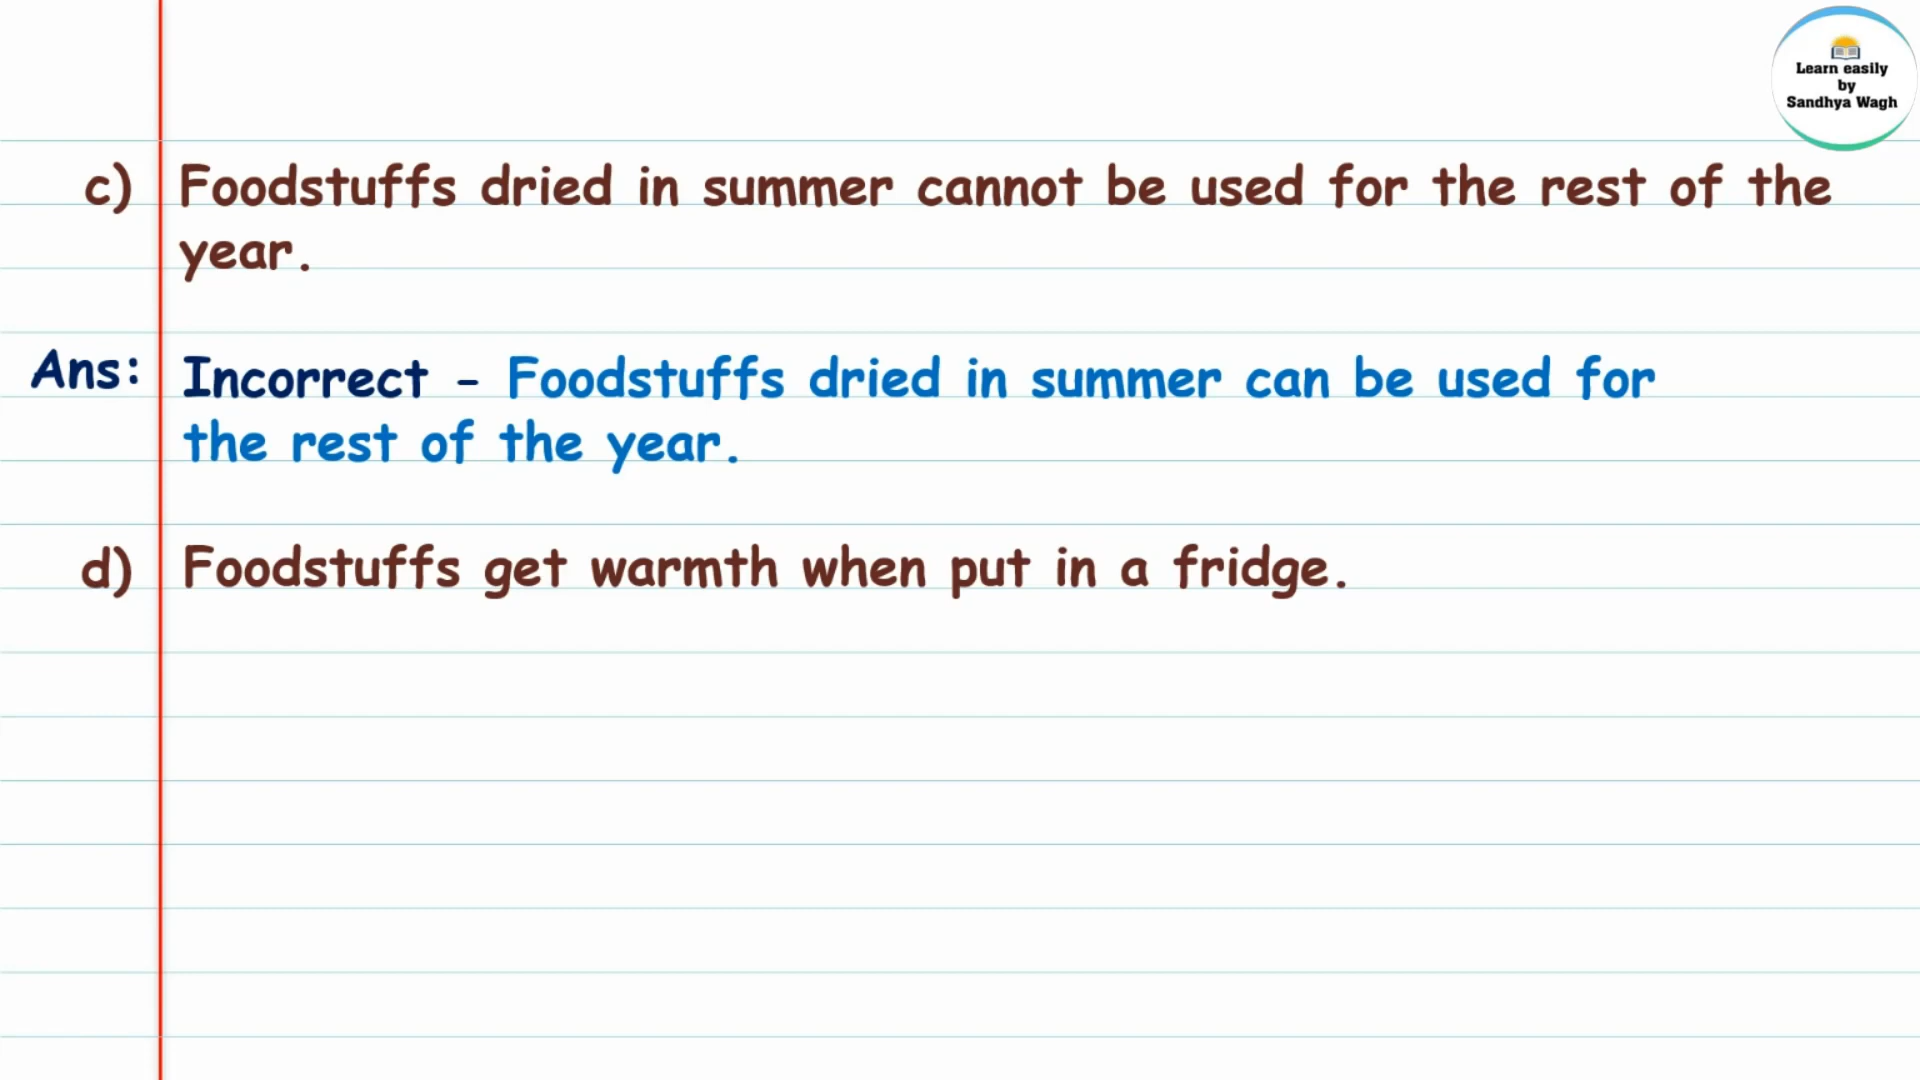 Learn easily
by
Sandhya Wagh
c) Foodstuffs dried in summer cannot be used for the rest of the
year.
Ans: Incorrect - Foodstuffs dried in summer can be used for
the rest of the year.
d) Foodstuffs get warmth when put in a fridge.